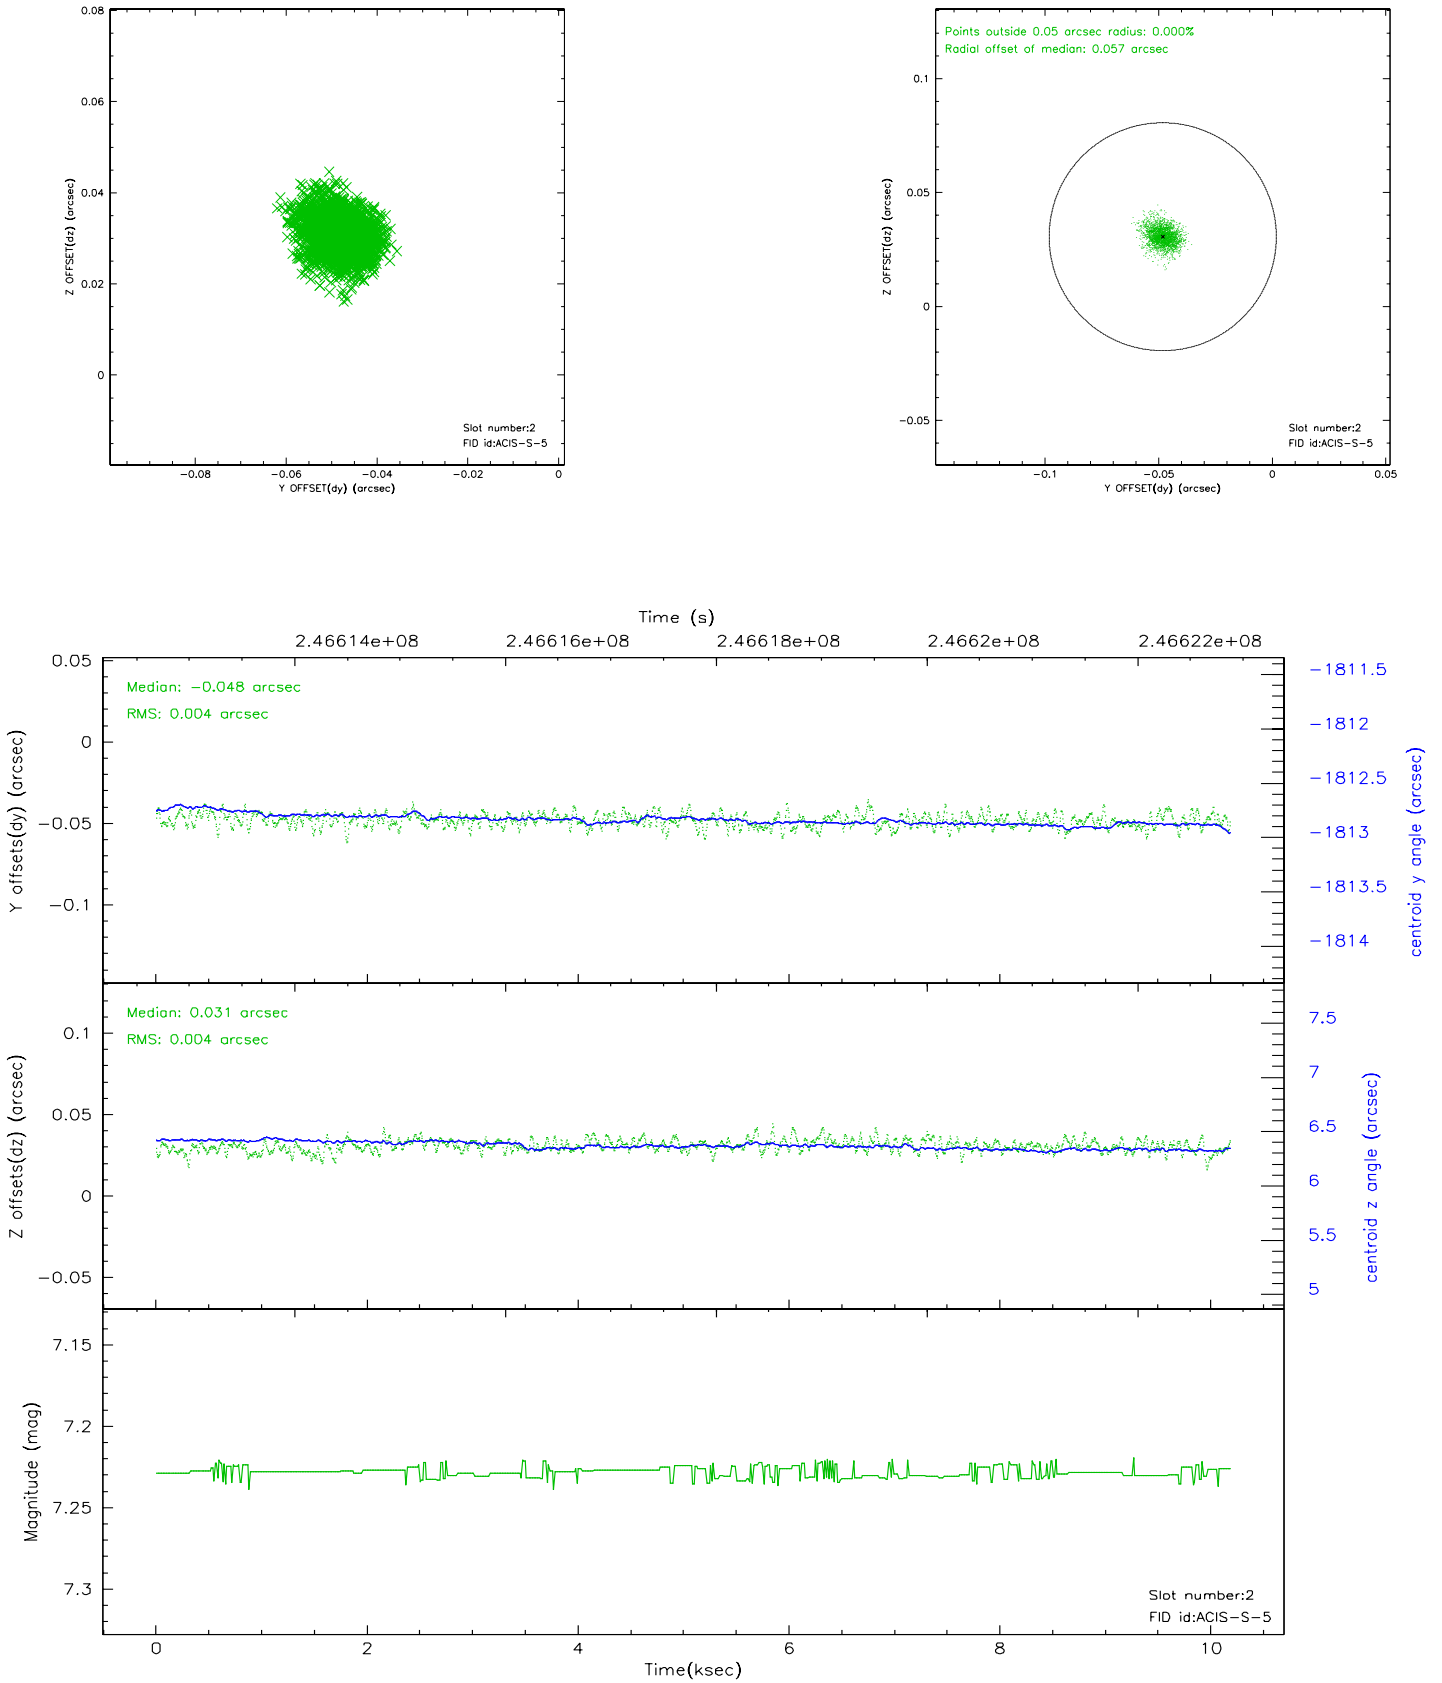 0.08
0.06
0.04
0.02
0
Z OFFSET(dz) (arcsec)
Slot number:2
FID id:ACIS-S-5
-0.08 -0.06 -0.04 -0.02 0
Y OFFSET(dy) (arcsec)
Points outside 0.05 arcsec radius: 0.000%
Radial offset of median: 0.057 arcsec
0.1
0.05
0
-0.05
Z OFFSET(dz) (arcsec)
Slot number:2
FID id:ACIS-S-5
-0.1 -0.05 0 0.05
Y OFFSET(dy) (arcsec)
Time (s)
2.46614e+08 2.46616e+08 2.46618e+08 2.4662e+08 2.46622e+08
0.05
0
-0.05
-0.1
Y offsets(dy) (arcsec)
Median: -0.048 arcsec
RMS: 0.004 arcsec
-1811.5
-1812
-1812.5
-1813
-1813.5
-1814
centroid y angle (arcsec)
0.1
0.05
0
-0.05
Z offsets(dz) (arcsec)
Median: 0.031 arcsec
RMS: 0.004 arcsec
7.5
7
6.5
6
5.5
5
centroid z angle (arcsec)
7.15
7.2
7.25
7.3
Magnitude (mag)
Slot number:2
FID id:ACIS-S-5
0 2 4 6 8 10
Time(ksec)